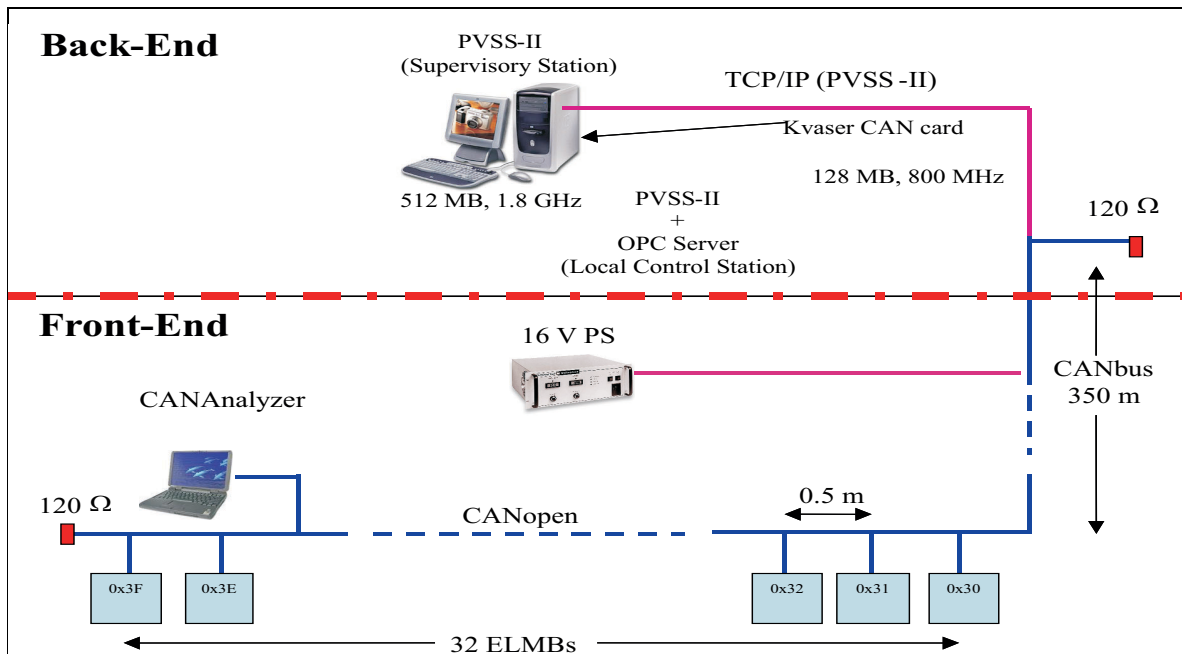 Back-End
PVSS-II
(Supervisory Station)
TCP/IP (PVSS -II)
Kvaser CAN card
128 MB, 800 MHz
512 MB, 1.8 GHz
PVSS-II
+
OPC Server
(Local Control Station)
120 Ω
Front-End
16 V PS
CANbus
350 m
CANAnalyzer
120 Ω
CANopen
0.5 m
0x3F
0x3E
0x32
0x31
0x30
32 ELMBs